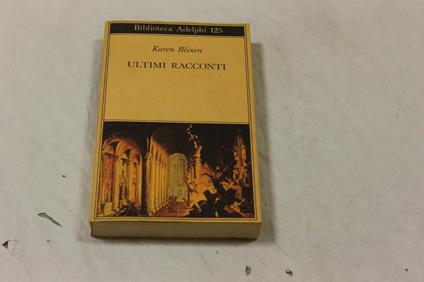 Biblioteca Adelphi 125
Karen Blixen
ULTIMI RACCONTI